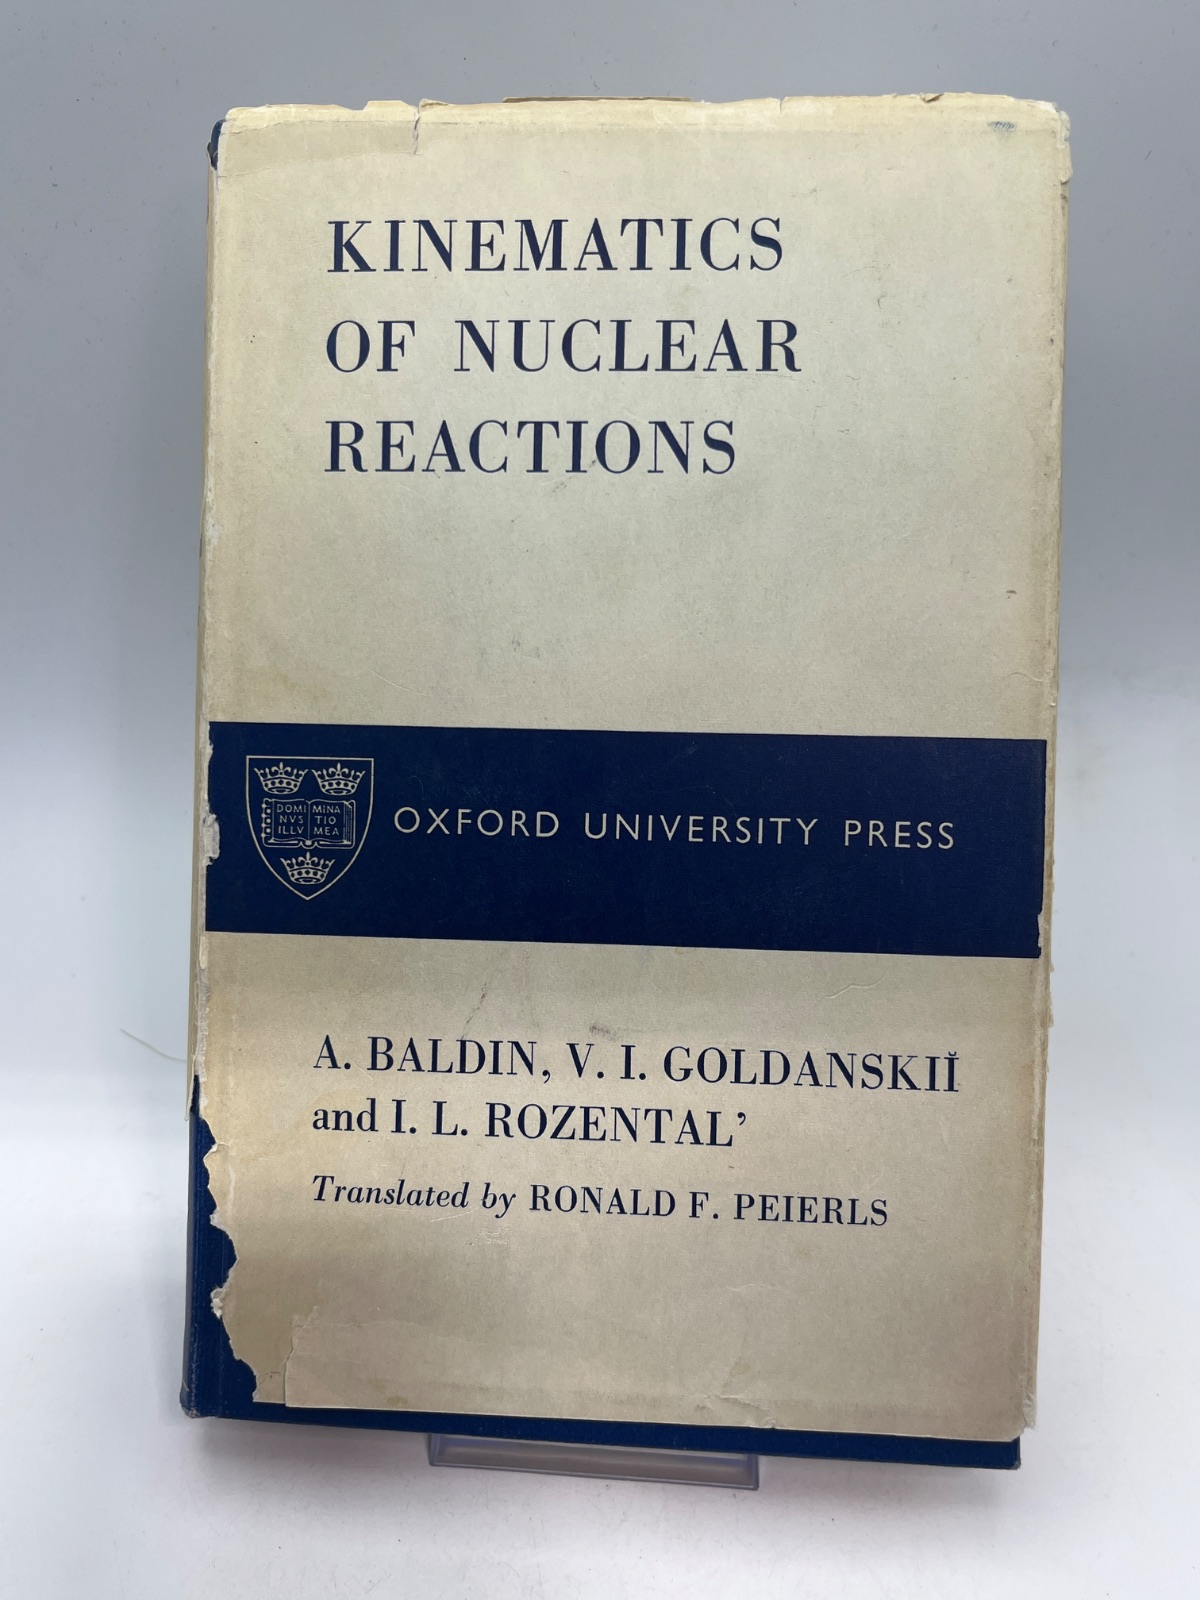 KINEMATICS
OF NUCLEAR
REACTIONS
DOMI MINA
NVS TIO
ILLV MEA
OXFORD UNIVERSITY PRESS
A. BALDIN, V. I. GOLDANSKIĬ
and I. L. ROZENTAL’
Translated by RONALD F. PEIERLS